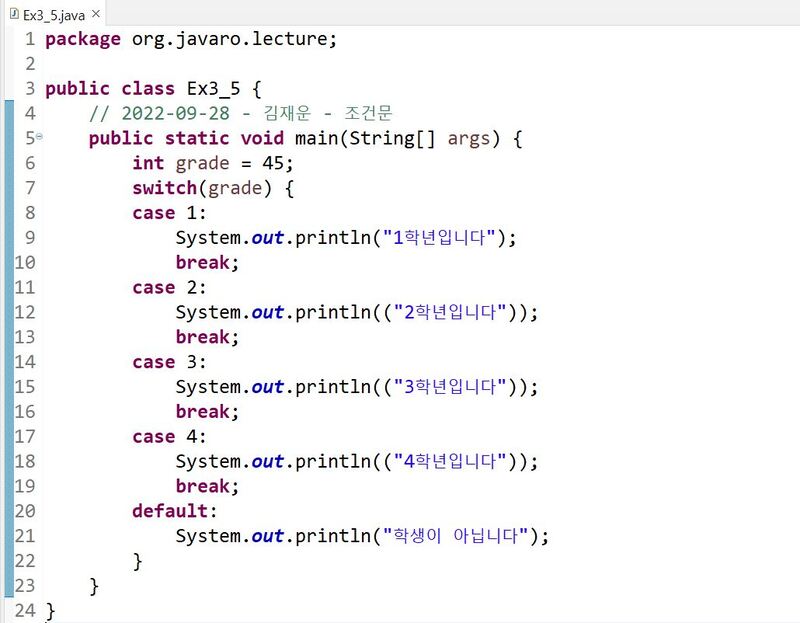 Ex3_5.java
1 package org.javaro.lecture;
2
3 public class Ex3_5 {
4     // 2022-09-28 - 김재운 - 조건문
5     public static void main(String[] args) {
6         int grade = 45;
7         switch(grade) {
8         case 1:
9             System.out.println("1학년입니다");
10             break;
11         case 2:
12             System.out.println(("2학년입니다"));
13             break;
14         case 3:
15             System.out.println(("3학년입니다"));
16             break;
17         case 4:
18             System.out.println(("4학년입니다"));
19             break;
20         default:
21             System.out.println("학생이 아닙니다");
22         }
23     }
24 }